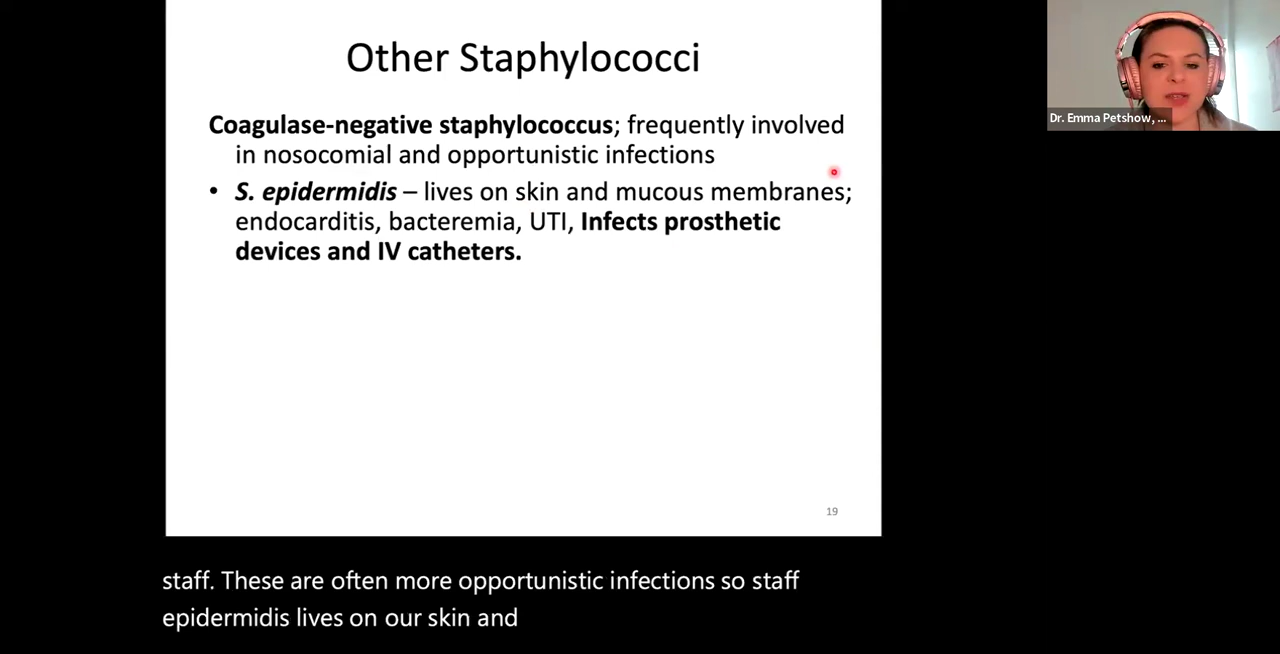 Other Staphylococci
Coagulase-negative staphylococcus; frequently involved
in nosocomial and opportunistic infections
• S. epidermidis – lives on skin and mucous membranes;
endocarditis, bacteremia, UTI, Infects prosthetic
devices and IV catheters.
19
Dr. Emma Petshow, ...
staff. These are often more opportunistic infections so staff
epidermidis lives on our skin and